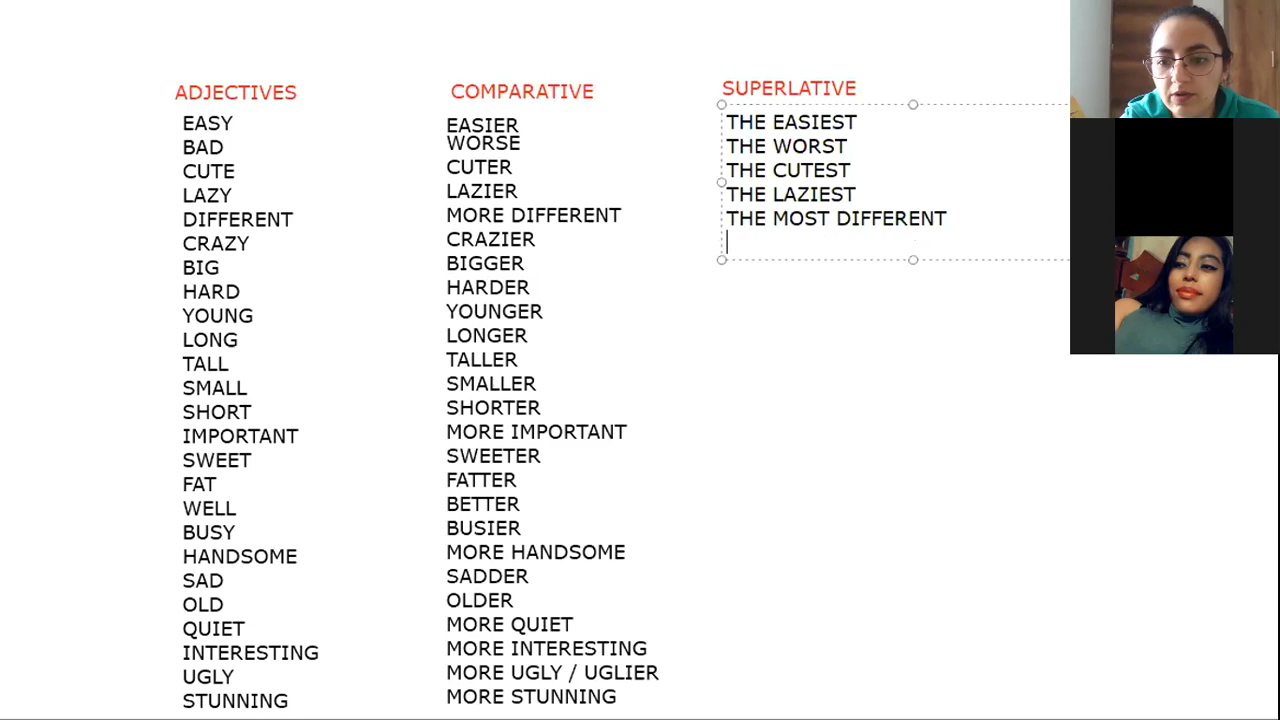 ADJECTIVES
EASY
BAD
CUTE
LAZY
DIFFERENT
CRAZY
BIG
HARD
YOUNG
LONG
TALL
SMALL
SHORT
IMPORTANT
SWEET
FAT
WELL
BUSY
HANDSOME
SAD
OLD
QUIET
INTERESTING
UGLY
STUNNING
COMPARATIVE
EASIER
WORSE
CUTER
LAZIER
MORE DIFFERENT
CRAZIER
BIGGER
HARDER
YOUNGER
LONGER
TALLER
SMALLER
SHORTER
MORE IMPORTANT
SWEETER
FATTER
BETTER
BUSIER
MORE HANDSOME
SADDER
OLDER
MORE QUIET
MORE INTERESTING
MORE UGLY / UGLIER
MORE STUNNING
SUPERLATIVE
THE EASIEST
THE WORST
THE CUTEST
THE LAZIEST
THE MOST DIFFERENT